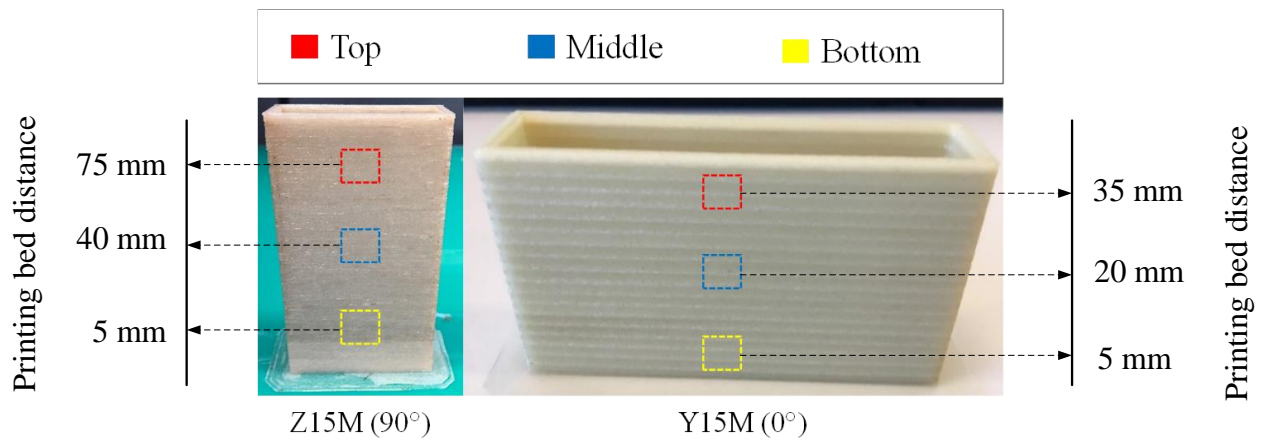 Top
Middle
Bottom
Printing bed distance
75 mm
40 mm
5 mm
35 mm
20 mm
5 mm
Printing bed distance
Z15M (90°)
Y15M (0°)